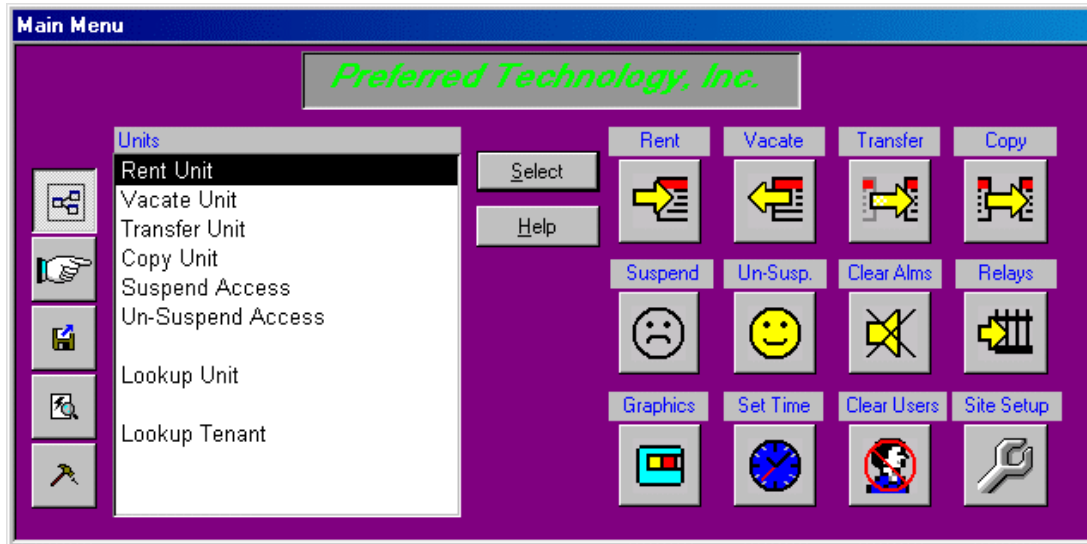 Main Menu
Preferred Technology, Inc.
Units
Rent Unit
Vacate Unit
Transfer Unit
Copy Unit
Suspend Access
Un-Suspend Access
Lookup Unit
Lookup Tenant
Select
Help
Rent Vacate Transfer Copy
Suspend Un-Susp. Clear Alms Relays
Graphics Set Time Clear Users Site Setup